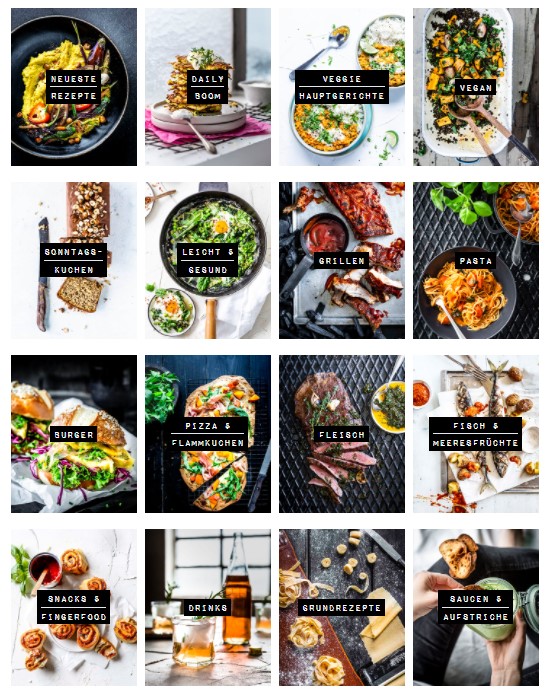 NEUESTE
REZEPTE
DAILY
BOOM
VEGGIE
HAUPTGERICHTE
VEGAN
SONNTAGS-
KUCHEN
LEICHT &
GESUND
GRILLEN
PASTA
BURGER
PIZZA &
FLAMMKUCHEN
FLEISCH
FISCH &
MEERESFRÜCHTE
SNACKS &
FINGERFOOD
DRINKS
GRUNDREZEPTE
SAUCEN &
AUFSTRICHE